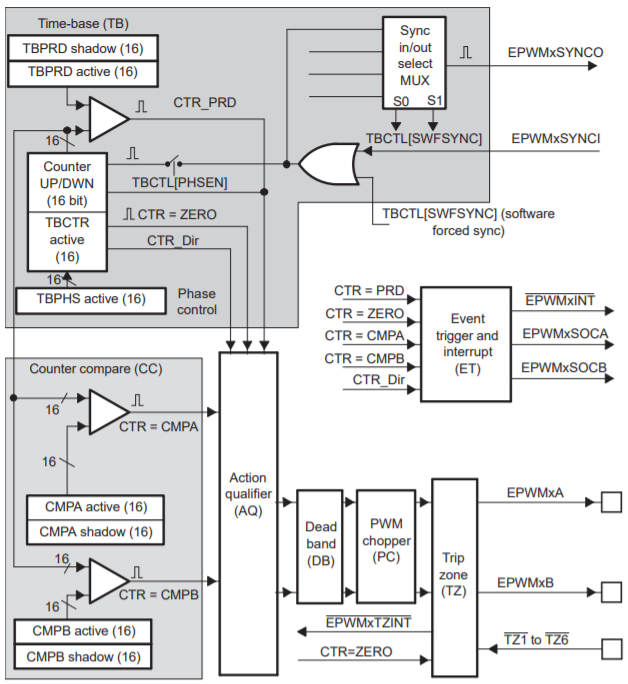 Time-base (TB)
TBPRD shadow (16)
TBPRD active (16)
CTR_PRD
16
Counter
UP/DWN
(16 bit)
TBCTR
active
(16)
TBCTL[PHSEN]
CTR = ZERO
CTR_Dir
16
TBPHS active (16)
Phase
control
Sync
in/out
select
MUX
S0 S1
EPWMxSYNCO
TBCTL[SWFSYNC]
EPWMxSYNCI
TBCTL[SWFSYNC] (software
forced sync)
CTR = PRD
CTR = ZERO
CTR = CMPA
CTR = CMPB
CTR_Dir
Event
trigger and
interrupt
(ET)
EPWMxINT
EPWMxSOCA
EPWMxSOCB
Counter compare (CC)
16
CTR = CMPA
16
CMPA active (16)
CMPA shadow (16)
16
CTR = CMPB
16
CMPB active (16)
CMPB shadow (16)
Action
qualifier
(AQ)
Dead
band
(DB)
PWM
chopper
(PC)
Trip
zone
(TZ)
EPWMxA
EPWMxB
EPWMxTZINT
TZ1 to TZ6
CTR=ZERO